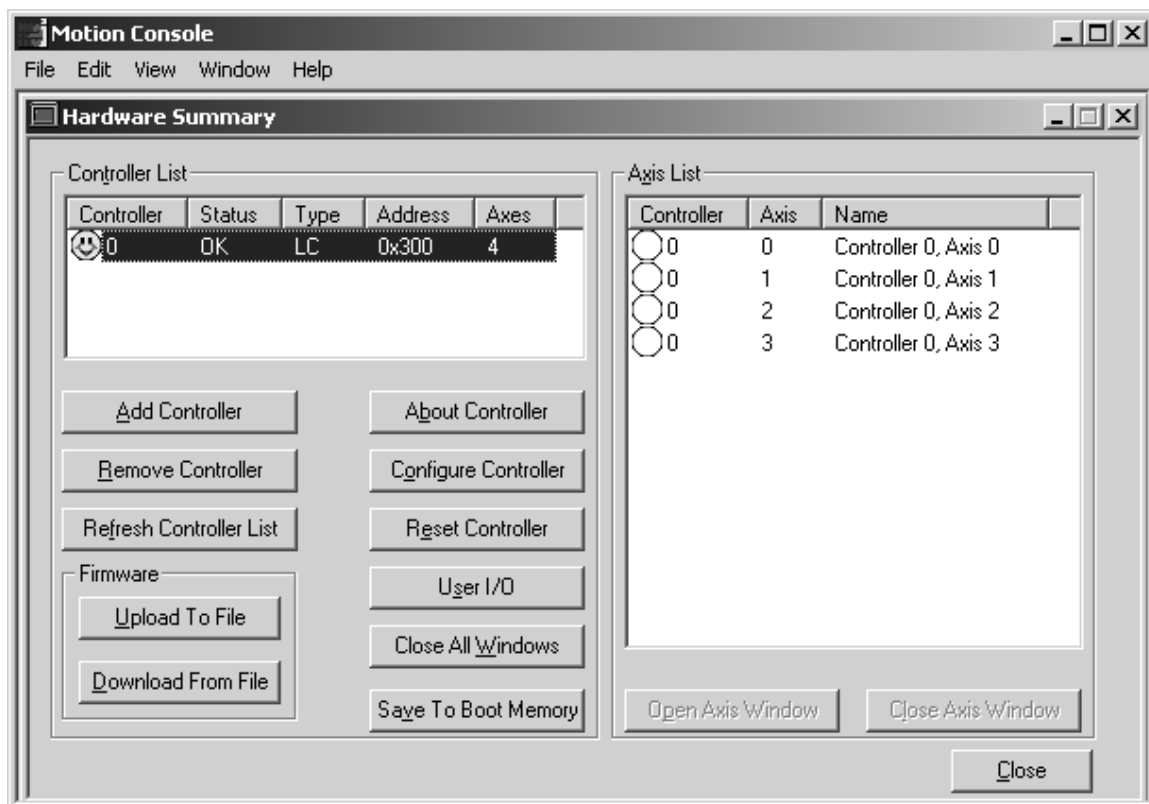 Motion Console
File Edit View Window Help
Hardware Summary
Controller List
Controller Status Type Address Axes
0 OK LC 0x300 4
Add Controller
About Controller
Remove Controller
Configure Controller
Refresh Controller List
Reset Controller
Firmware
Upload To File
Download From File
User I/O
Close All Windows
Save To Boot Memory
Axis List
Controller Axis Name
0 0 Controller 0, Axis 0
0 1 Controller 0, Axis 1
0 2 Controller 0, Axis 2
0 3 Controller 0, Axis 3
Open Axis Window
Close Axis Window
Close